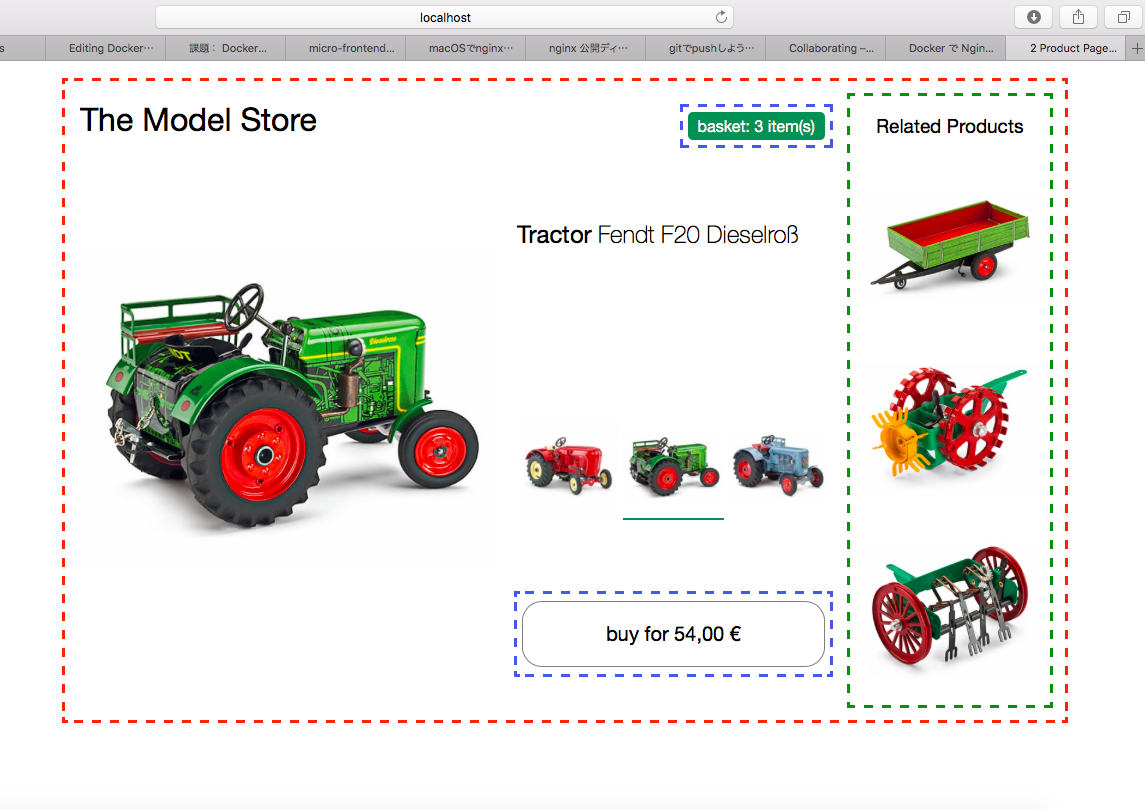 localhost
s
Editing Docker…
課題： Docker...
micro-frontend...
macOSでnginx…
nginx 公開ディ…
gitでpushしよう…
Collaborating –...
Docker で Ngin...
2 Product Page...
The Model Store
basket: 3 item(s)
Related Products
Tractor Fendt F20 Dieselroß
buy for 54,00 €